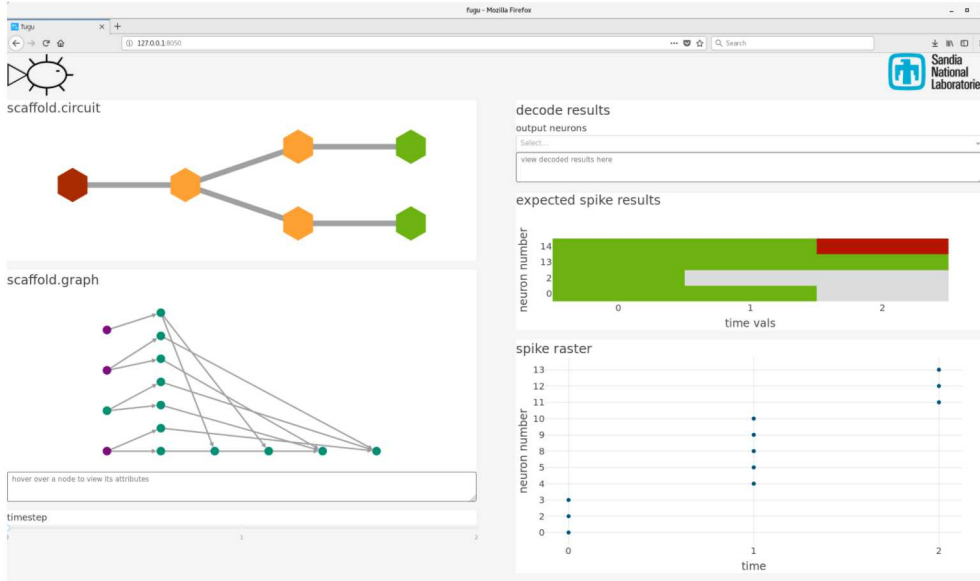 fugu - Mozilla Firefox
fugu
127.0.0.1:8050
Search
Sandia
National
Laboratorie
scaffold.circuit
scaffold.graph
hover over a node to view its attributes
timestep
1
2
decode results
output neurons
Select...
view decoded results here
expected spike results
neuron number
14
13
2
0
0
1
2
time vals
spike raster
neuron number
13
12
11
10
9
8
5
4
3
2
0
0
1
2
time